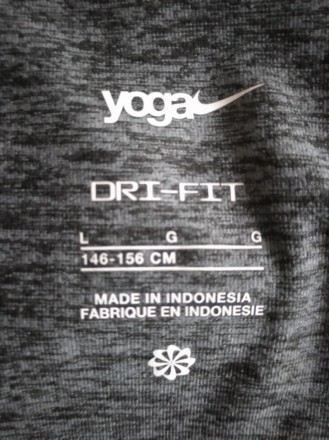 yoga
DRI-FIT
L G G
146-156 CM
MADE IN INDONESIA
FABRIQUE EN INDONESIE